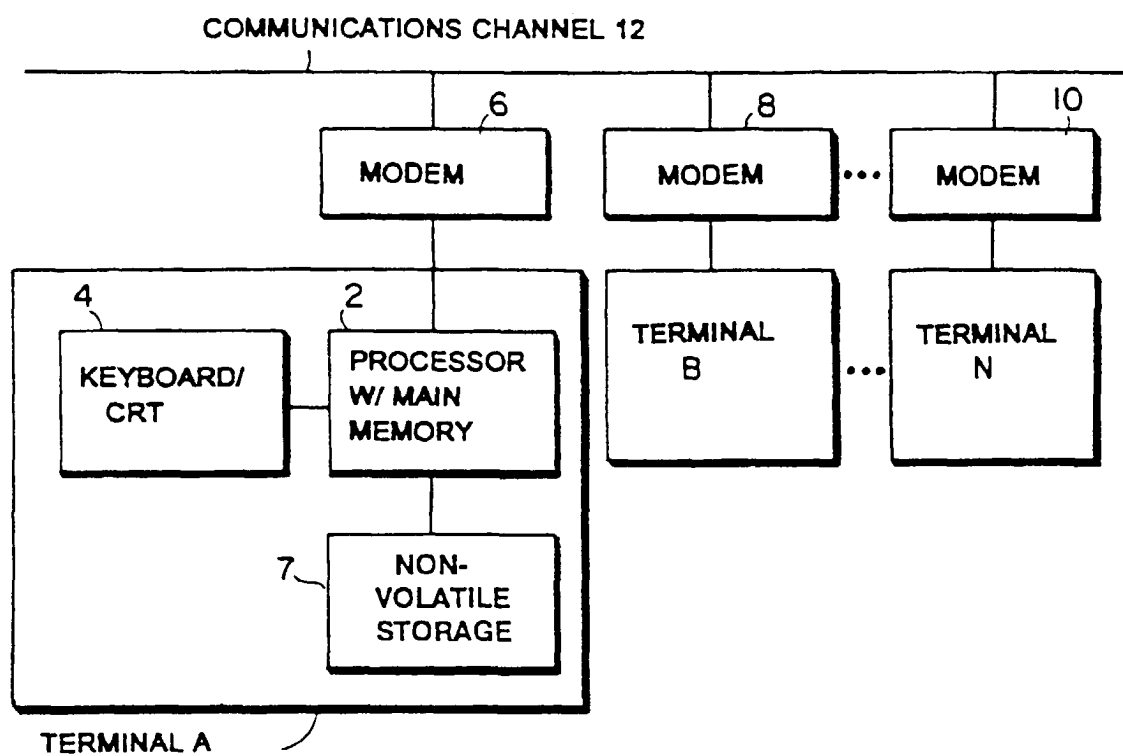 COMMUNICATIONS CHANNEL 12
6
8
10
MODEM
MODEM
MODEM
4
2
KEYBOARD/
CRT
PROCESSOR
W/ MAIN
MEMORY
TERMINAL
B
TERMINAL
N
7
NON-
VOLATILE
STORAGE
TERMINAL A